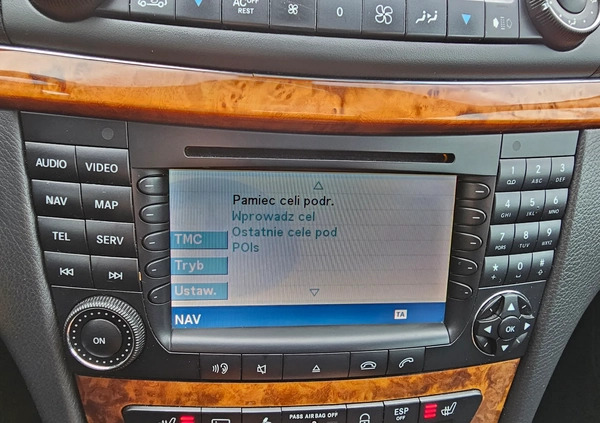 AC OFF
REST
0
AUDIO
VIDEO
NAV
MAP
TEL
SERV
ON
Pamiec celi podr.
Wprowadz cel
Ostatnie cele pod
POIs
TMC
Tryb
Ustaw.
NAV
TA
1
2 ABC
3 DEF
4 GHI
5 JKL
6 MNO
7 PQRS
8 TUV
9 WXYZ
*
0
#
OK
PASS AIR BAG OFF
ESP
OFF